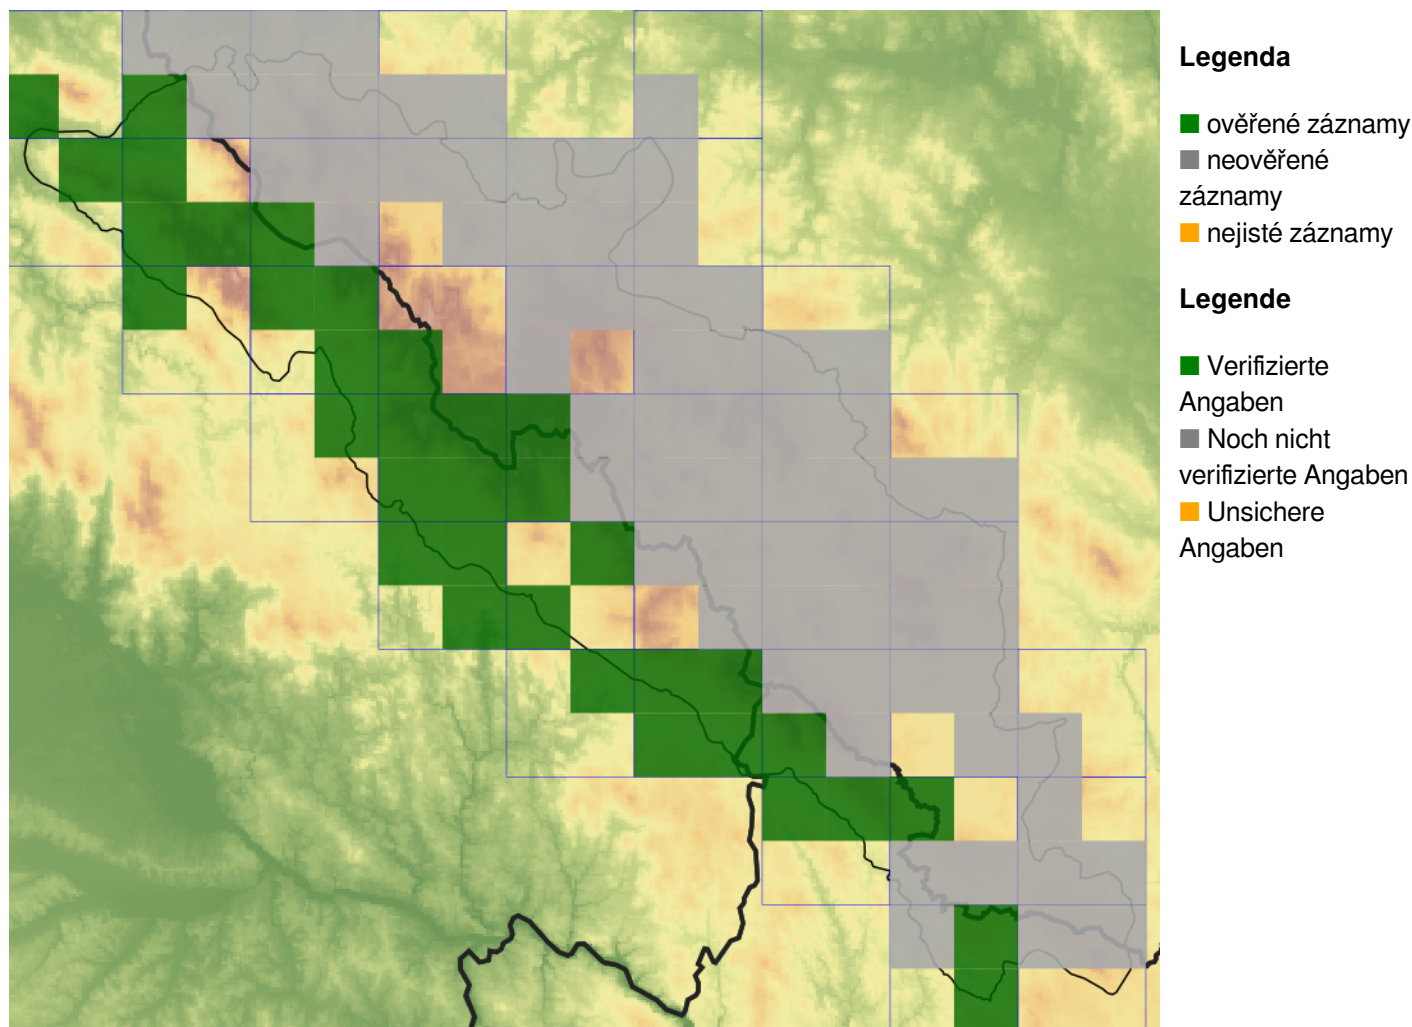 Legenda
ověřené záznamy
neověřené
záznamy
nejisté záznamy
Legende
Verifizierte
Angaben
Noch nicht
verifizierte Angaben
Unsichere
Angaben